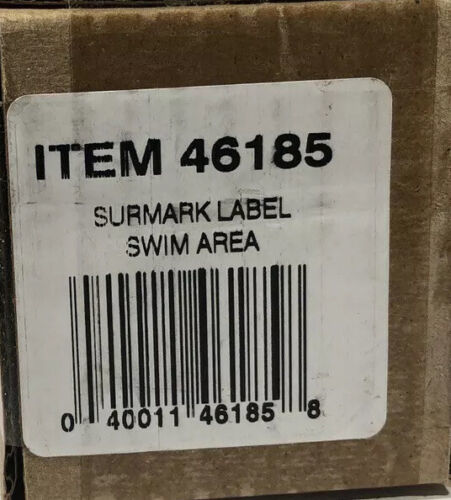 ITEM 46185
SURMARK LABEL
SWIM AREA
0 40011 46185 8